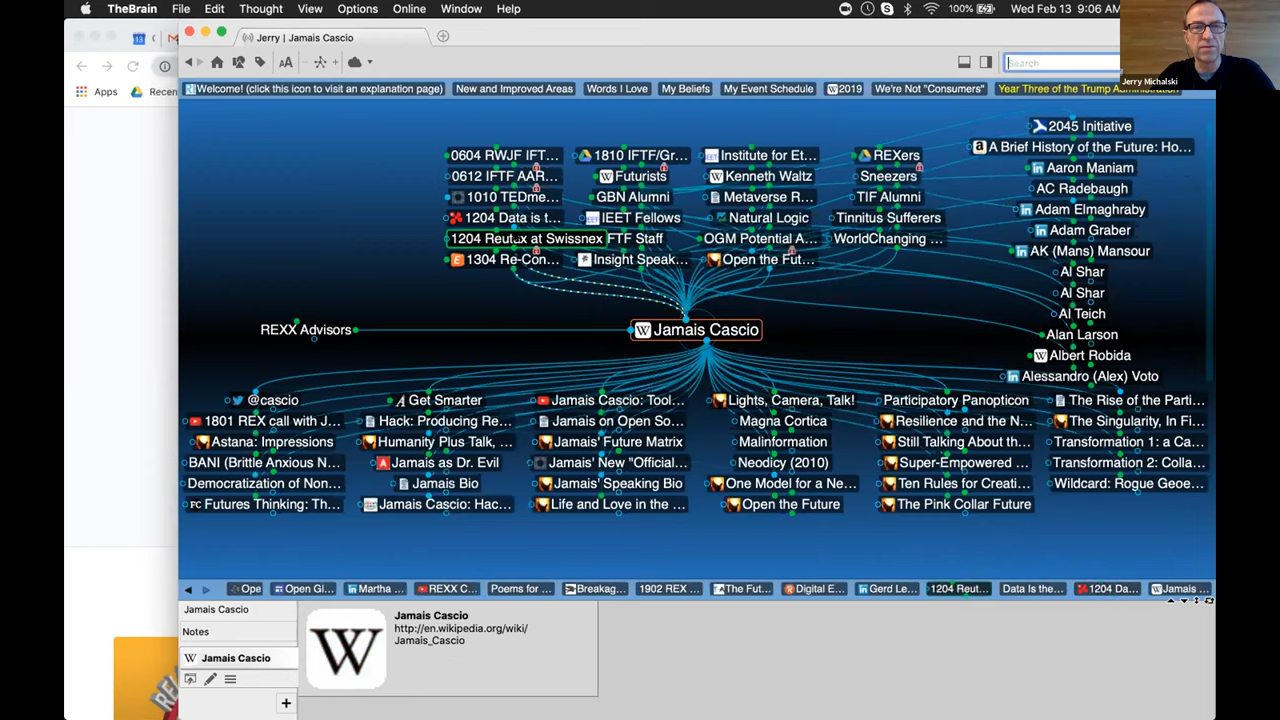 TheBrain File Edit Thought View Options Online Window Help 100% Wed Feb 13 9:06 AM
Jerry | Jamais Cascio
Search
Apps Recen
Jerry Michalski
Welcome! (click this icon to visit an explanation page) New and Improved Areas Words I Love My Beliefs My Event Schedule 2019 We're Not "Consumers" Year Three of the Trump Administration
0604 RWJF IFT...
0612 IFTF AAR...
1010 TEDme...
1204 Data is t...
1204 Reutax at Swissnex
1304 Re-Con...
1810 IFTF/Gr...
Futurists
GBN Alumni
IEET Fellows
FTF Staff
Insight Speak...
Institute for Et...
Kenneth Waltz
Metaverse R...
Natural Logic
OGM Potential A...
Open the Fut...
REXers
Sneezers
TIF Alumni
Tinnitus Sufferers
WorldChanging ...
2045 Initiative
A Brief History of the Future: Ho...
Aaron Maniam
AC Radebaugh
Adam Elmaghraby
Adam Graber
AK (Mans) Mansour
Al Shar
Al Shar
Al Teich
Alan Larson
Albert Robida
Alessandro (Alex) Voto
REXX Advisors
Jamais Cascio
@cascio
1801 REX call with J...
Astana: Impressions
BANI (Brittle Anxious N...
Democratization of Non...
Futures Thinking: Th...
Get Smarter
Hack: Producing Re...
Humanity Plus Talk, ...
Jamais as Dr. Evil
Jamais Bio
Jamais Cascio: Hac...
Jamais Cascio: Tool...
Jamais on Open So...
Jamais' Future Matrix
Jamais' New "Official...
Jamais' Speaking Bio
Life and Love in the ...
Lights, Camera, Talk!
Magna Cortica
Malinformation
Neodicy (2010)
One Model for a Ne...
Open the Future
Participatory Panopticon
Resilience and the N...
Still Talking About th...
Super-Empowered ...
Ten Rules for Creati...
The Pink Collar Future
The Rise of the Parti...
The Singularity, In Fi...
Transformation 1: a Ca...
Transformation 2: Colla...
Wildcard: Rogue Geoe...
Ope Open Gl... Martha ... REXX C... Poems for ... Breakag... 1902 REX ... The Fut... Digital E... Gerd Le... 1204 Reut... Data Is the... 1204 Da... Jamais ...
Jamais Cascio
Notes
Jamais Cascio
W
Jamais Cascio
http://en.wikipedia.org/wiki/
Jamais_Cascio